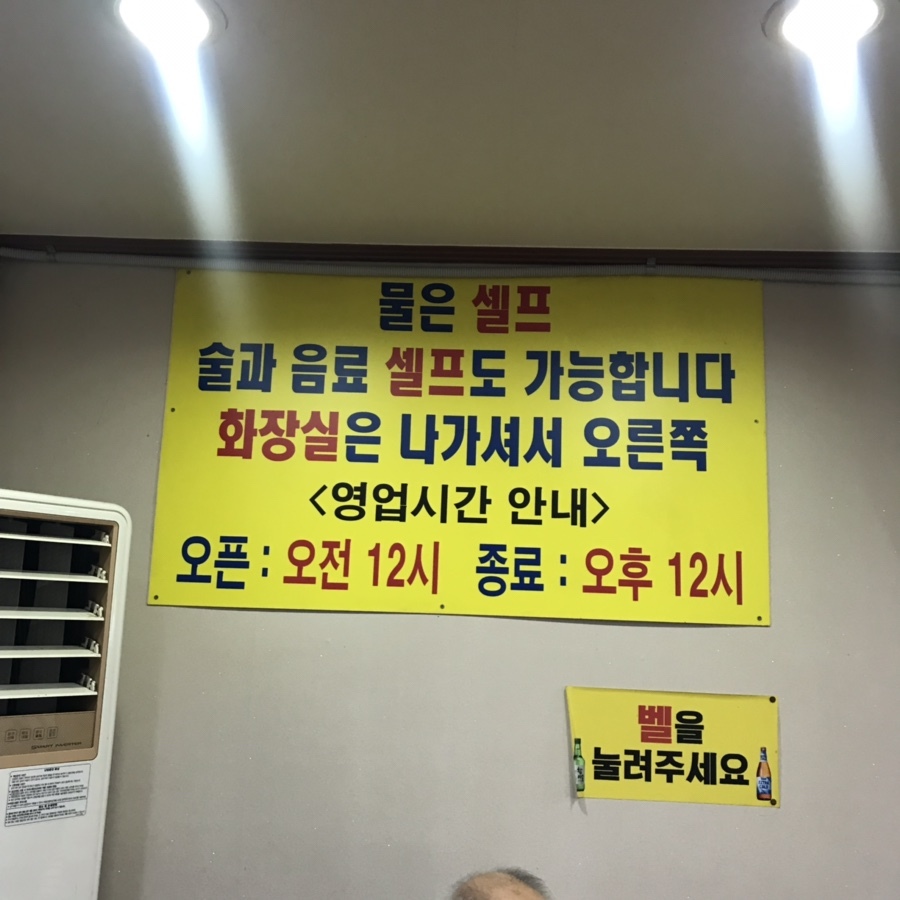 물은 셀프
술과 음료 셀프도 가능합니다
화장실은 나가셔서 오른쪽
<영업시간 안내>
오픈 : 오전 12시 종료 : 오후 12시
벨을
눌려주세요